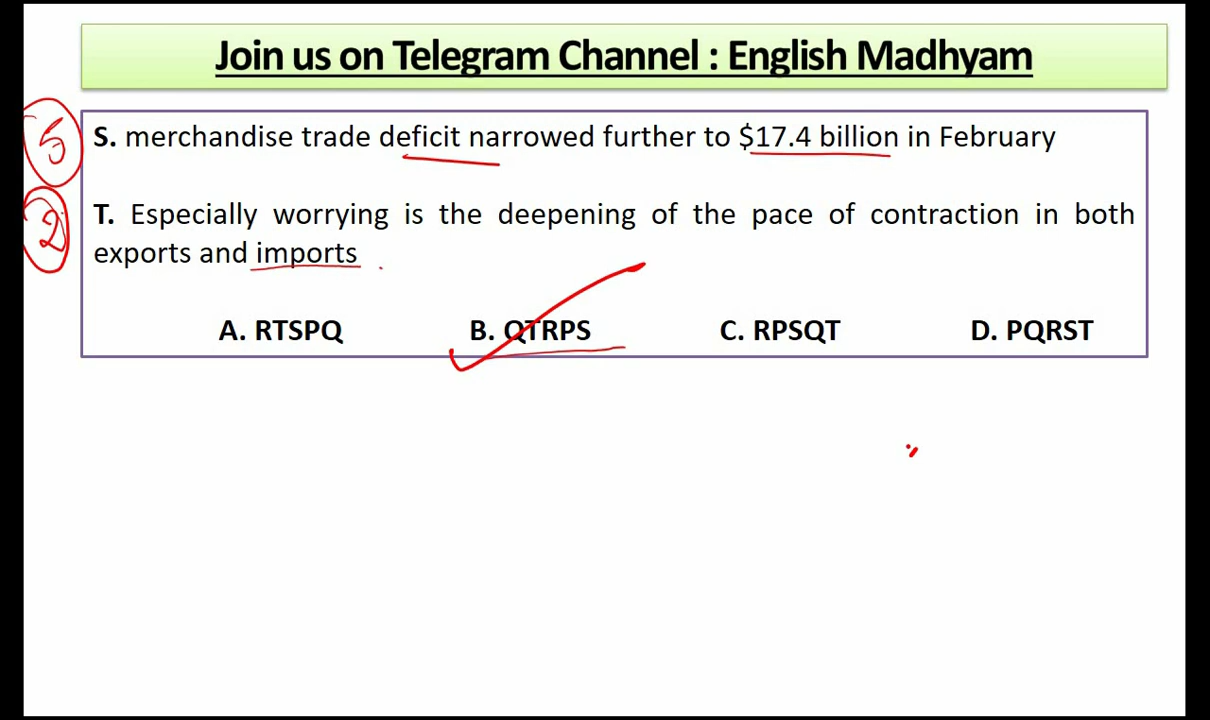 Join us on Telegram Channel : English Madhyam
5 S. merchandise trade deficit narrowed further to $17.4 billion in February
2 T. Especially worrying is the deepening of the pace of contraction in both
exports and imports
A. RTSPQ B. QTRPS C. RPSQT D. PQRST